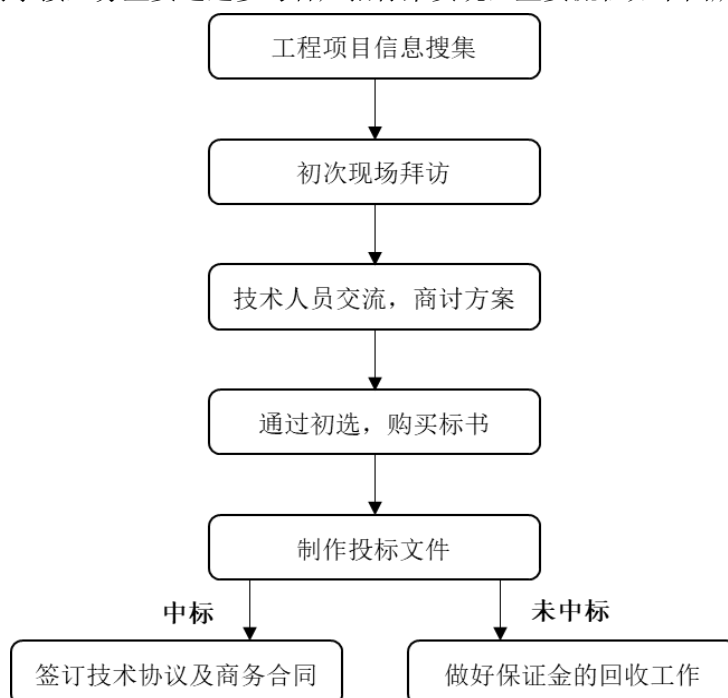 工程项目信息搜集
初次现场拜访
技术人员交流，商讨方案
通过初选，购买标书
制作投标文件
中标
未中标
签订技术协议及商务合同
做好保证金的回收工作